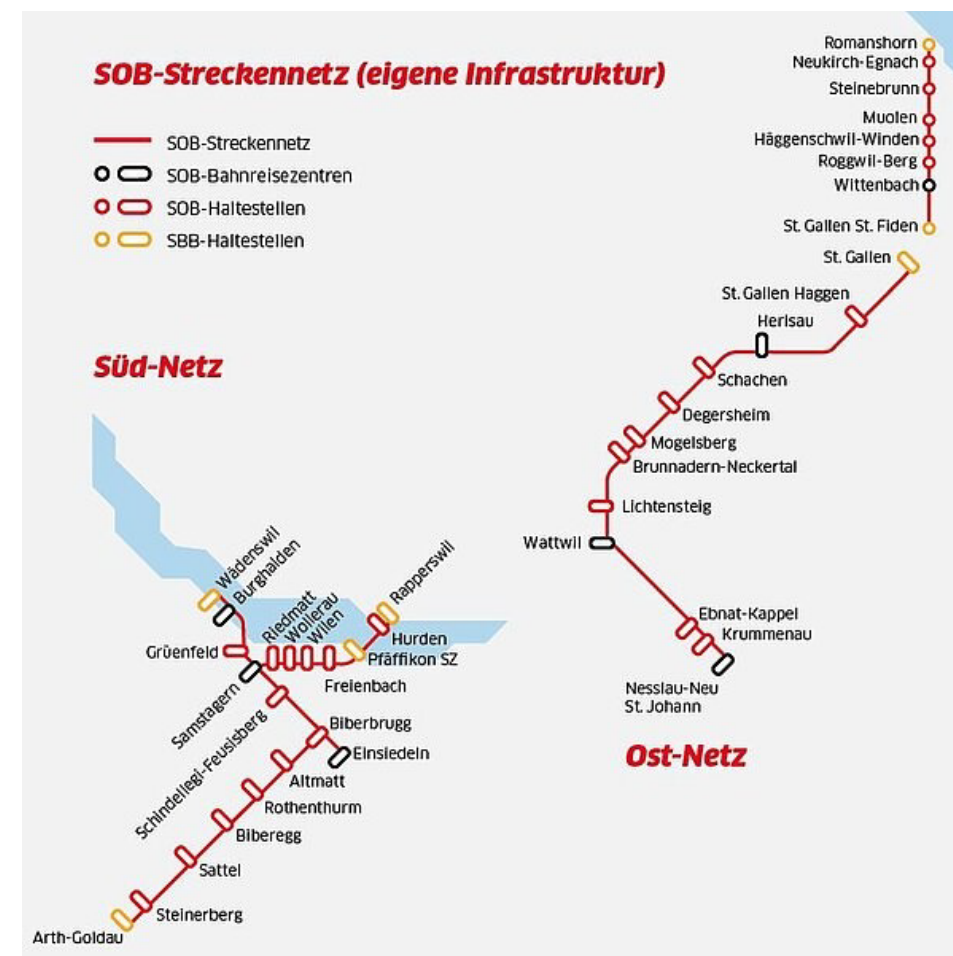 SOB-Streckennetz (eigene Infrastruktur)
SOB-Streckennetz
SOB-Bahnreisezentren
SOB-Haltestellen
SBB-Haltestellen
Romanshorn
Neukirch-Egnach
Steinebrunn
Muolen
Häggenschwil-Winden
Roggwil-Berg
Wittenbach
St. Gallen St. Fiden
St. Gallen
St. Gallen Haggen
Herisau
Schachen
Degersheim
Mogelsberg
Brunnadern-Neckertal
Lichtensteig
Wattwil
Ebnat-Kappel
Krummenau
Nesslau-Neu
St. Johann
Ost-Netz
Süd-Netz
Wädenswil
Burghalden
Grüenfeld
Samstagern
Riedmatt
Wollerau
Wilen
Freienbach
Pfäffikon SZ
Hurden
Rapperswil
Schindellegi-Feusisberg
Biberbrugg
Einsiedeln
Altmatt
Rothenthurm
Biberegg
Sattel
Steinerberg
Arth-Goldau